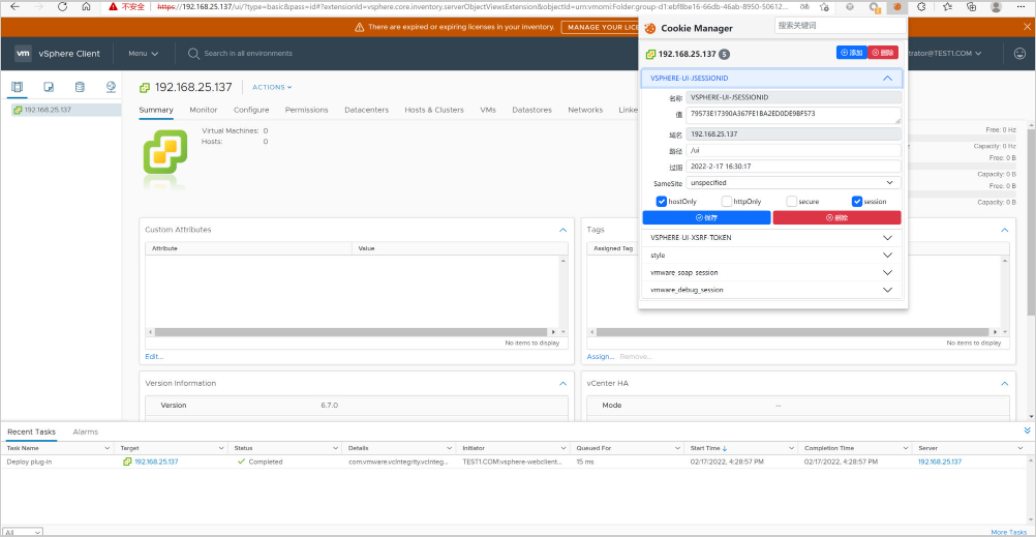 不安全 https://192.168.25.137/ui/?type=basic&pass=id#?extensionId=vsphere.core.inventory.serverObjectViewsExtension&objectId=urn:vmomi:Folder:group-d1:ebf8be16-66db-46ab-8950-50612...
There are expired or expiring licenses in your inventory. MANAGE YOUR LICE
vm vSphere Client Menu Search in all environments trator@TEST1.COM
Cookie Manager 搜索关键词
192.168.25.137 5 添加 删除
VSPHERE-UI-JSESSIONID
名称 VSPHERE-UI-JSESSIONID
值 79573E17390A367FE1BA2ED0DE9BF573
域名 192.168.25.137
路径 /ui
过期 2022-2-17 16:30:17
SameSite unspecified
hostOnly httpOnly secure session
保存 删除
VSPHERE-UI-XSRF-TOKEN
style
vmware_soap_session
vmware_debug_session
192.168.25.137
192.168.25.137 ACTIONS
Summary Monitor Configure Permissions Datacenters Hosts & Clusters VMs Datastores Networks Linke
Virtual Machines: 0
Hosts: 0
Free: 0 Hz
Capacity: 0 Hz
Free: 0 B
Capacity: 0 B
Free: 0 B
Capacity: 0 B
Custom Attributes
Attribute Value
No items to display
Edit...
Tags
Assigned Tag
No items to display
Assign... Remove...
Version Information
Version 6.7.0
vCenter HA
Mode --
Recent Tasks Alarms
Task Name Target Status Details Initiator Queued For Start Time Completion Time Server
Deploy plug-in 192.168.25.137 Completed com.vmware.vcIntegrity.vcInteg... TEST1.COM\vsphere-webclient... 15 ms 02/17/2022, 4:28:57 PM 02/17/2022, 4:28:57 PM 192.168.25.137
All More Tasks